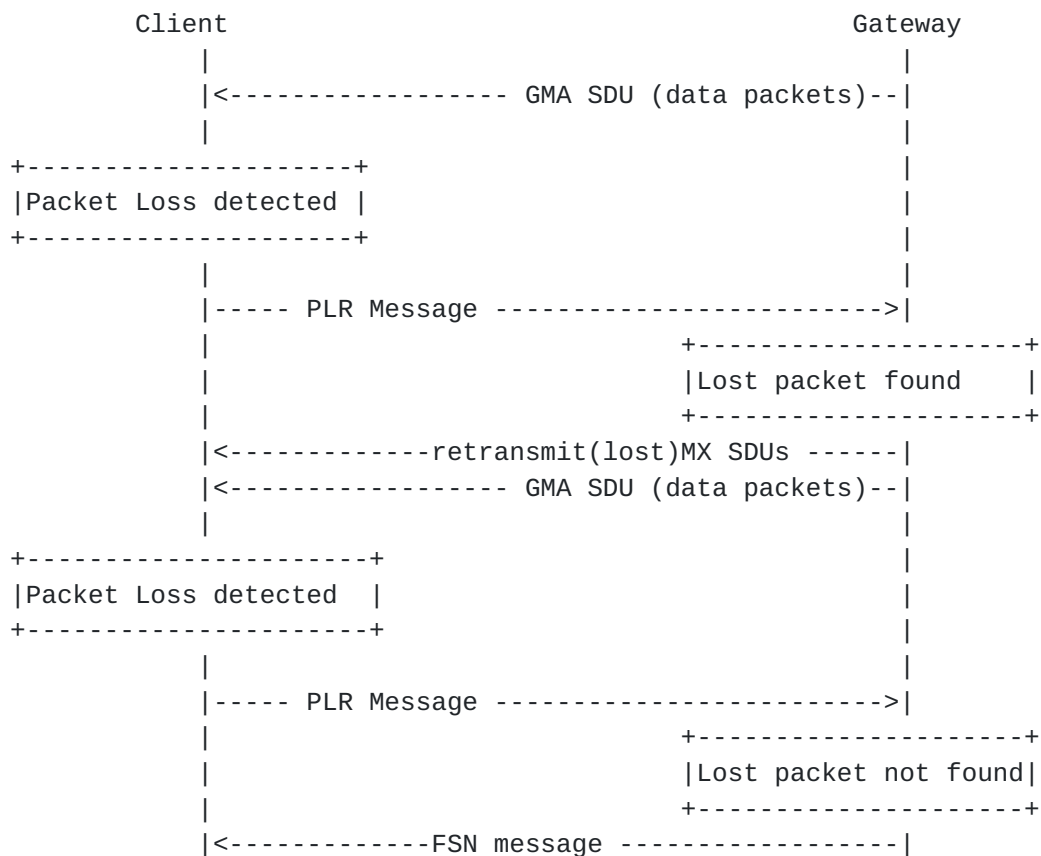 Client Gateway
GMA SDU (data packets)
Packet Loss detected
PLR Message
Lost packet found
retransmit(lost)MX SDUs
GMA SDU (data packets)
Packet Loss detected
PLR Message
Lost packet not found
FSN message